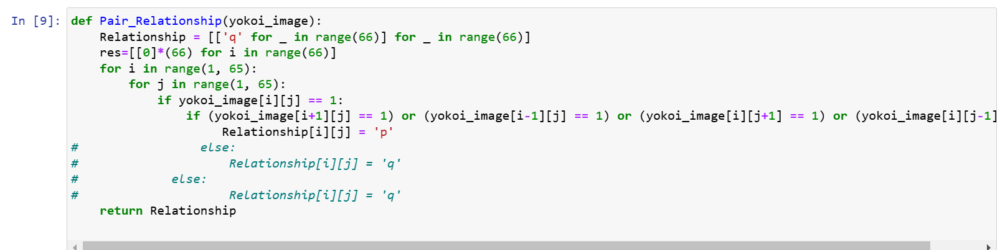 In [9]: def Pair_Relationship(yokoi_image):
    Relationship = [['q' for _ in range(66)] for _ in range(66)]
    res=[[0]*(66) for i in range(66)]
    for i in range(1, 65):
        for j in range(1, 65):
            if yokoi_image[i][j] == 1:
                if (yokoi_image[i+1][j] == 1) or (yokoi_image[i-1][j] == 1) or (yokoi_image[i][j+1] == 1) or (yokoi_image[i][j-1]
                     Relationship[i][j] = 'p'
#                 else:
#                     Relationship[i][j] = 'q'
#             else:
#                     Relationship[i][j] = 'q'
    return Relationship